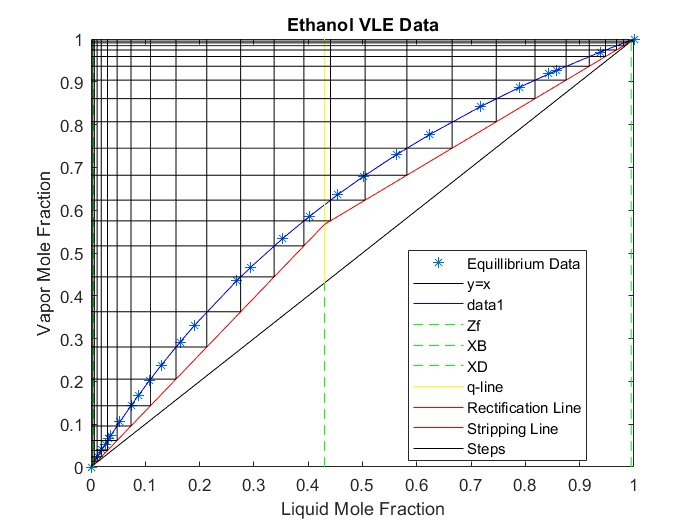 Ethanol VLE Data
1
0.9
0.8
0.7
0.6
0.5
0.4
0.3
0.2
0.1
0
Vapor Mole Fraction
Equillibrium Data
y=x
data1
Zf
XB
XD
q-line
Rectification Line
Stripping Line
Steps
0 0.1 0.2 0.3 0.4 0.5 0.6 0.7 0.8 0.9 1
Liquid Mole Fraction